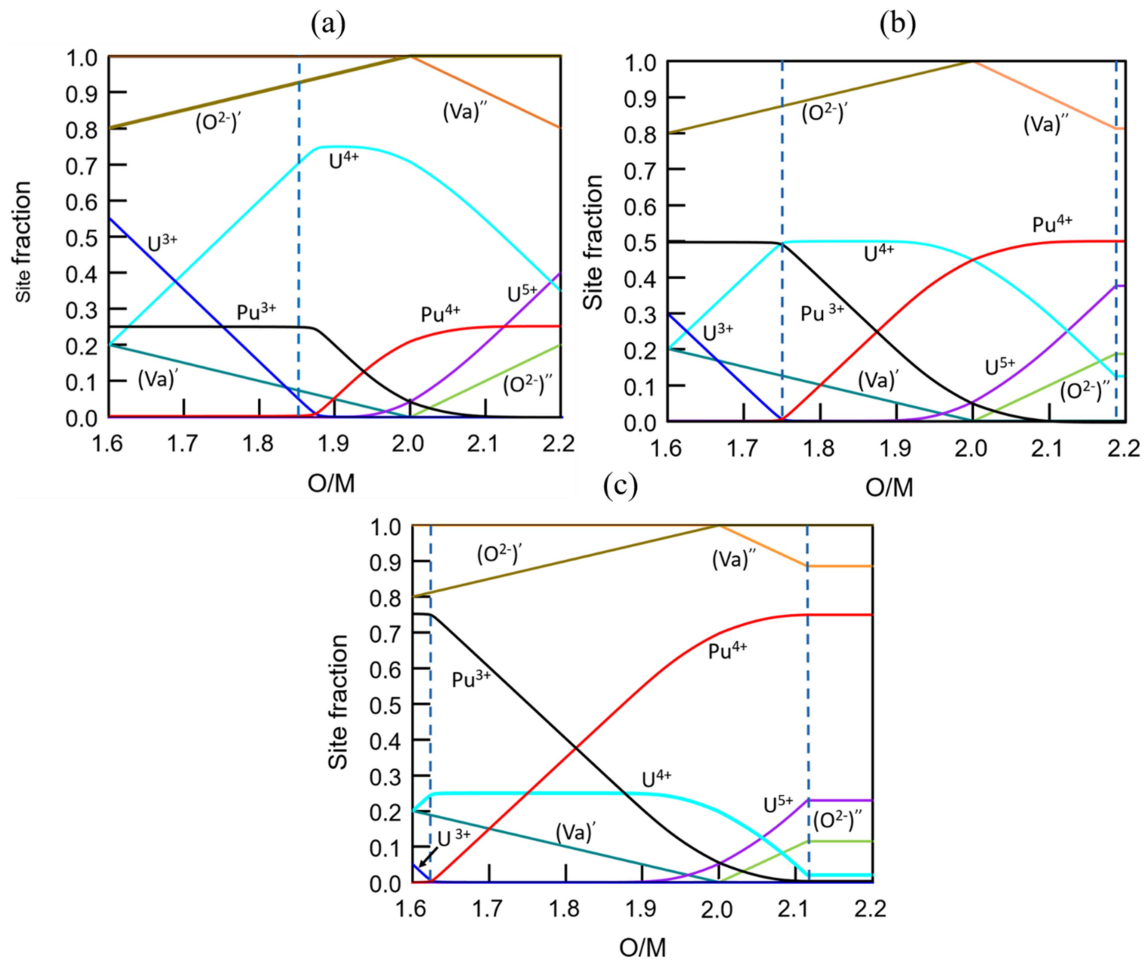 (a)
1.0
0.9
0.8
0.7
0.6
0.5
0.4
0.3
0.2
0.1
0.0
Site fraction
(O²⁻)′
(Va)″
U⁴⁺
U³⁺
Pu³⁺
Pu⁴⁺
U⁵⁺
(Va)′
(O²⁻)″
1.6 1.7 1.8 1.9 2.0 2.1 2.2
O/M
(b)
1.0
0.9
0.8
0.7
0.6
0.5
0.4
0.3
0.2
0.1
0.0
Site fraction
(O²⁻)′
(Va)″
Pu⁴⁺
U⁴⁺
Pu ³⁺
U³⁺
U⁵⁺
(Va)′
(O²⁻)″
1.6 1.7 1.8 1.9 2.0 2.1 2.2
O/M
(c)
1.0
0.9
0.8
0.7
0.6
0.5
0.4
0.3
0.2
0.1
0.0
Site fraction
(O²⁻)′
(Va)″
Pu⁴⁺
Pu³⁺
U⁴⁺
U⁵⁺
(O²⁻)″
(Va)′
U ³⁺
1.6 1.7 1.8 1.9 2.0 2.1 2.2
O/M